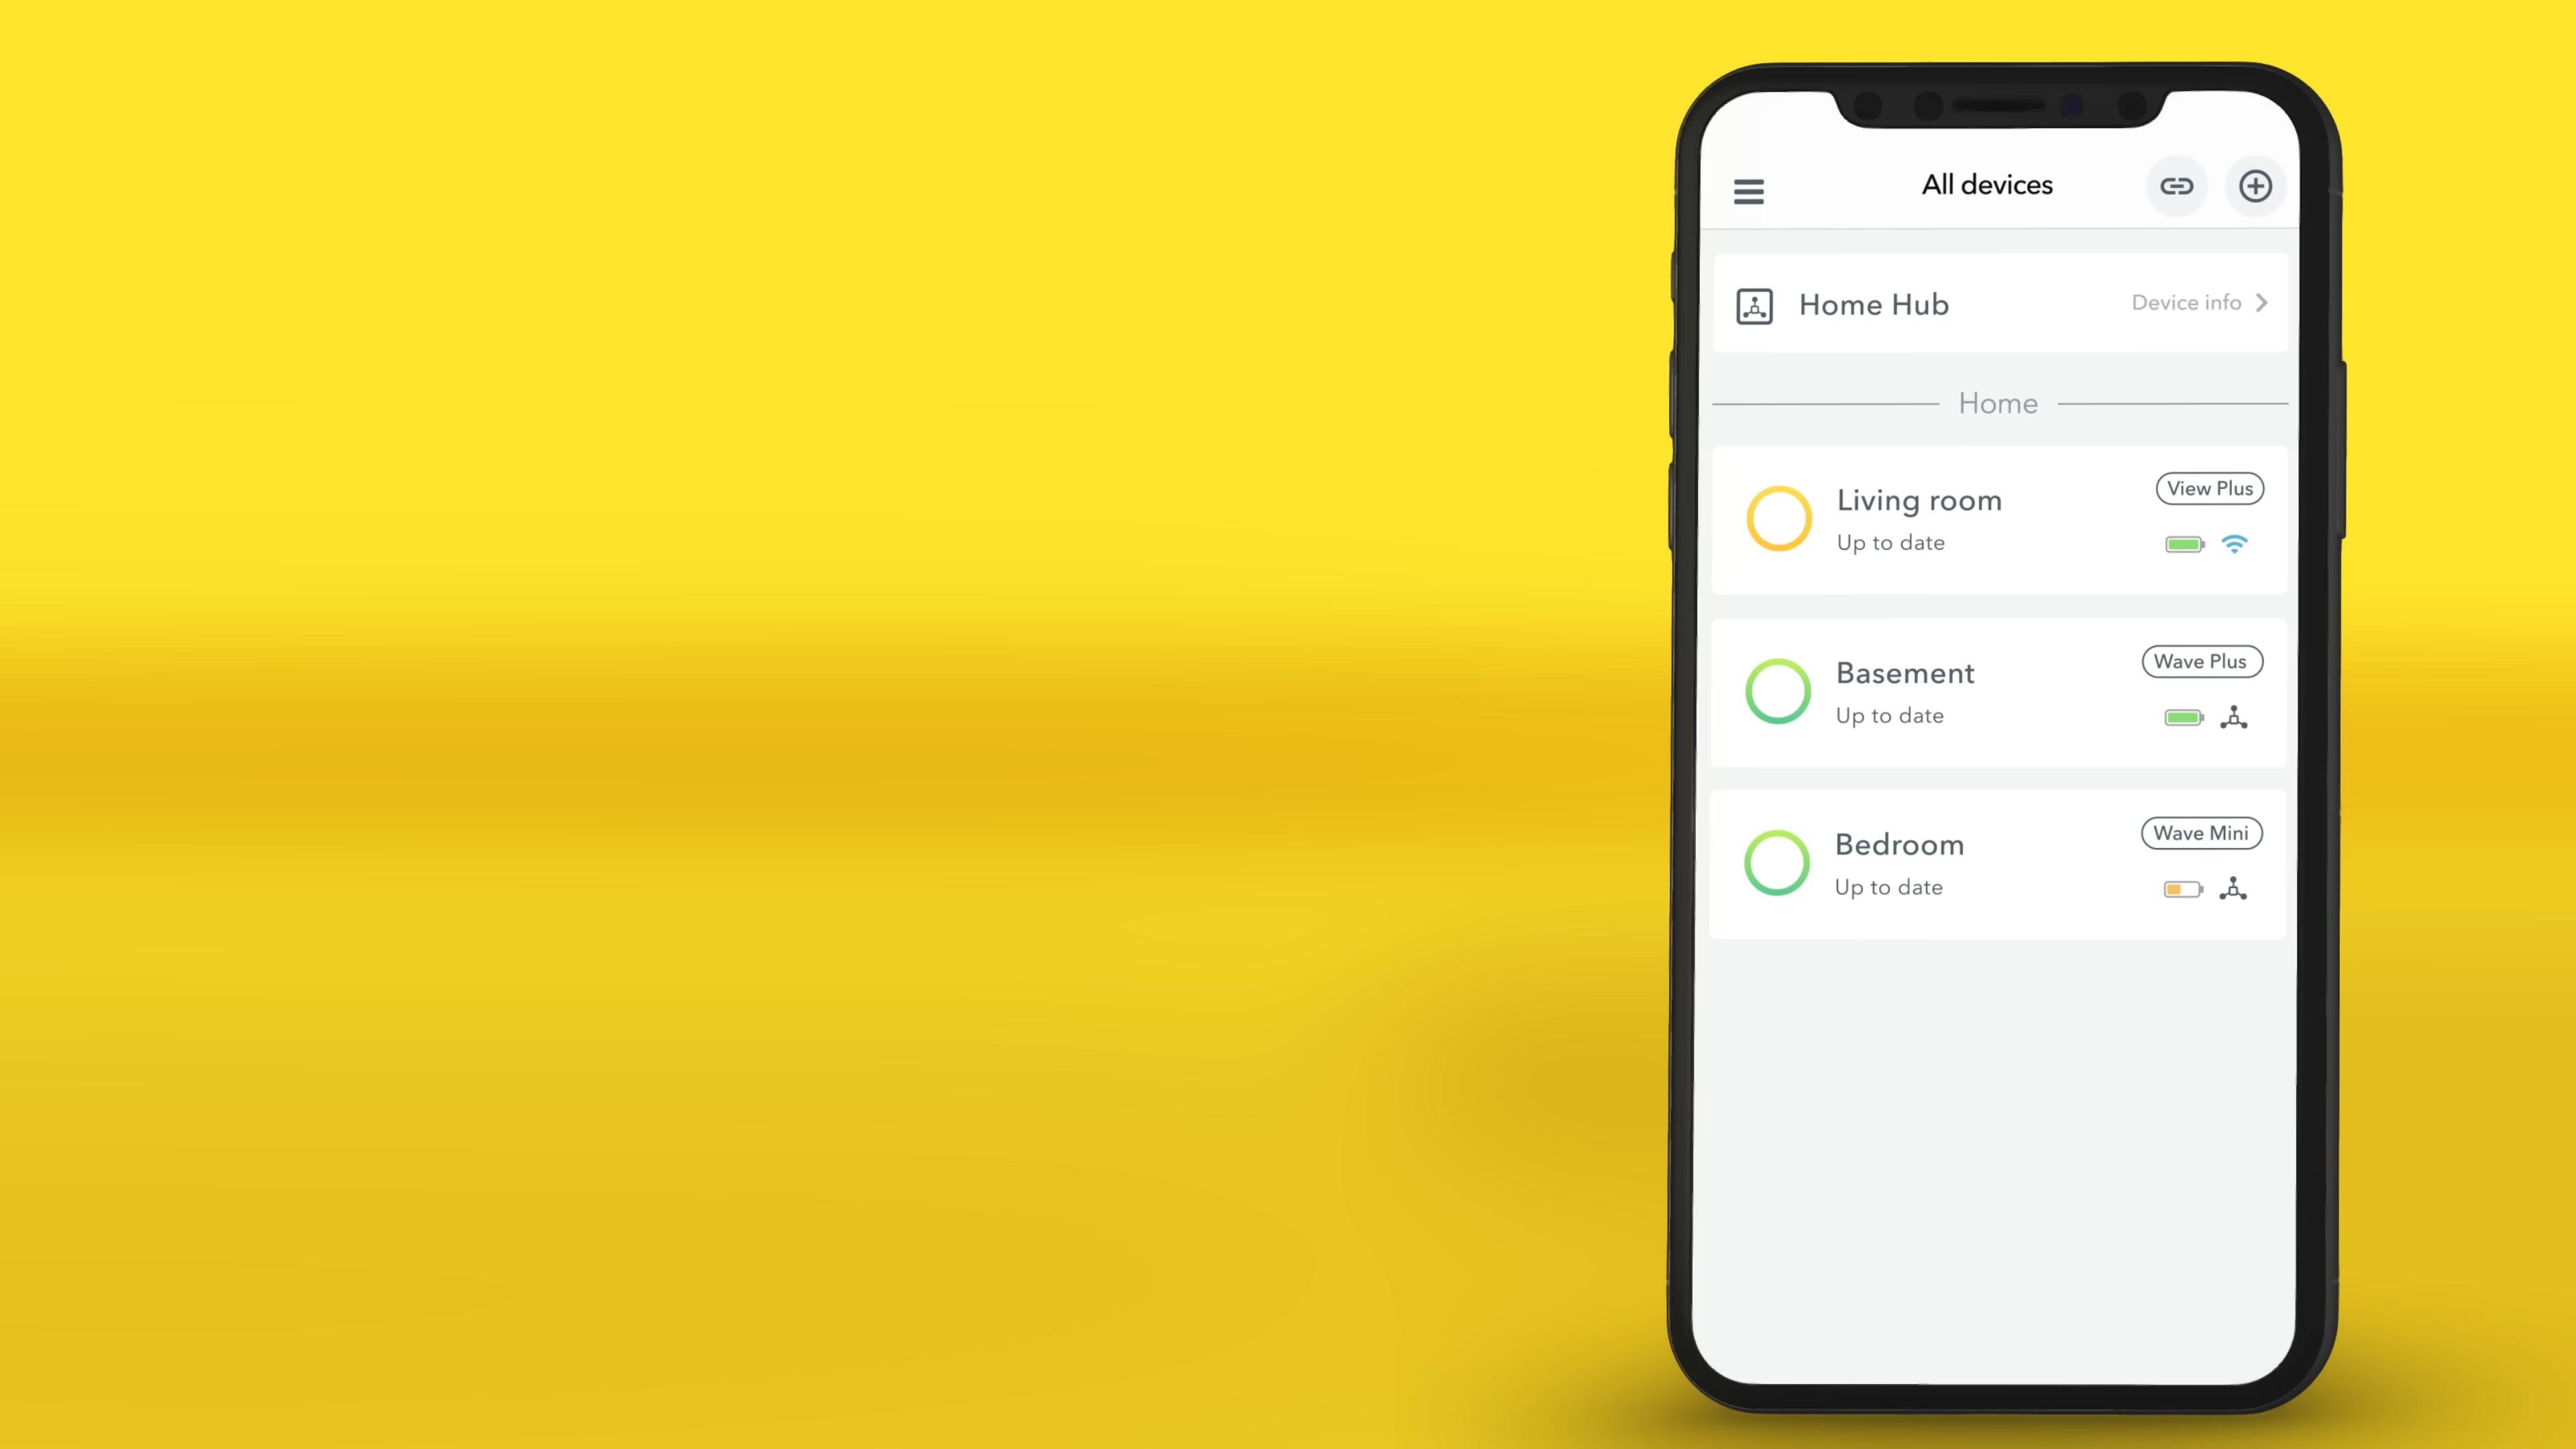 All devices
Home Hub
Device info
Home
Living room
View Plus
Up to date
Basement
Wave Plus
Up to date
Bedroom
Wave Mini
Up to date